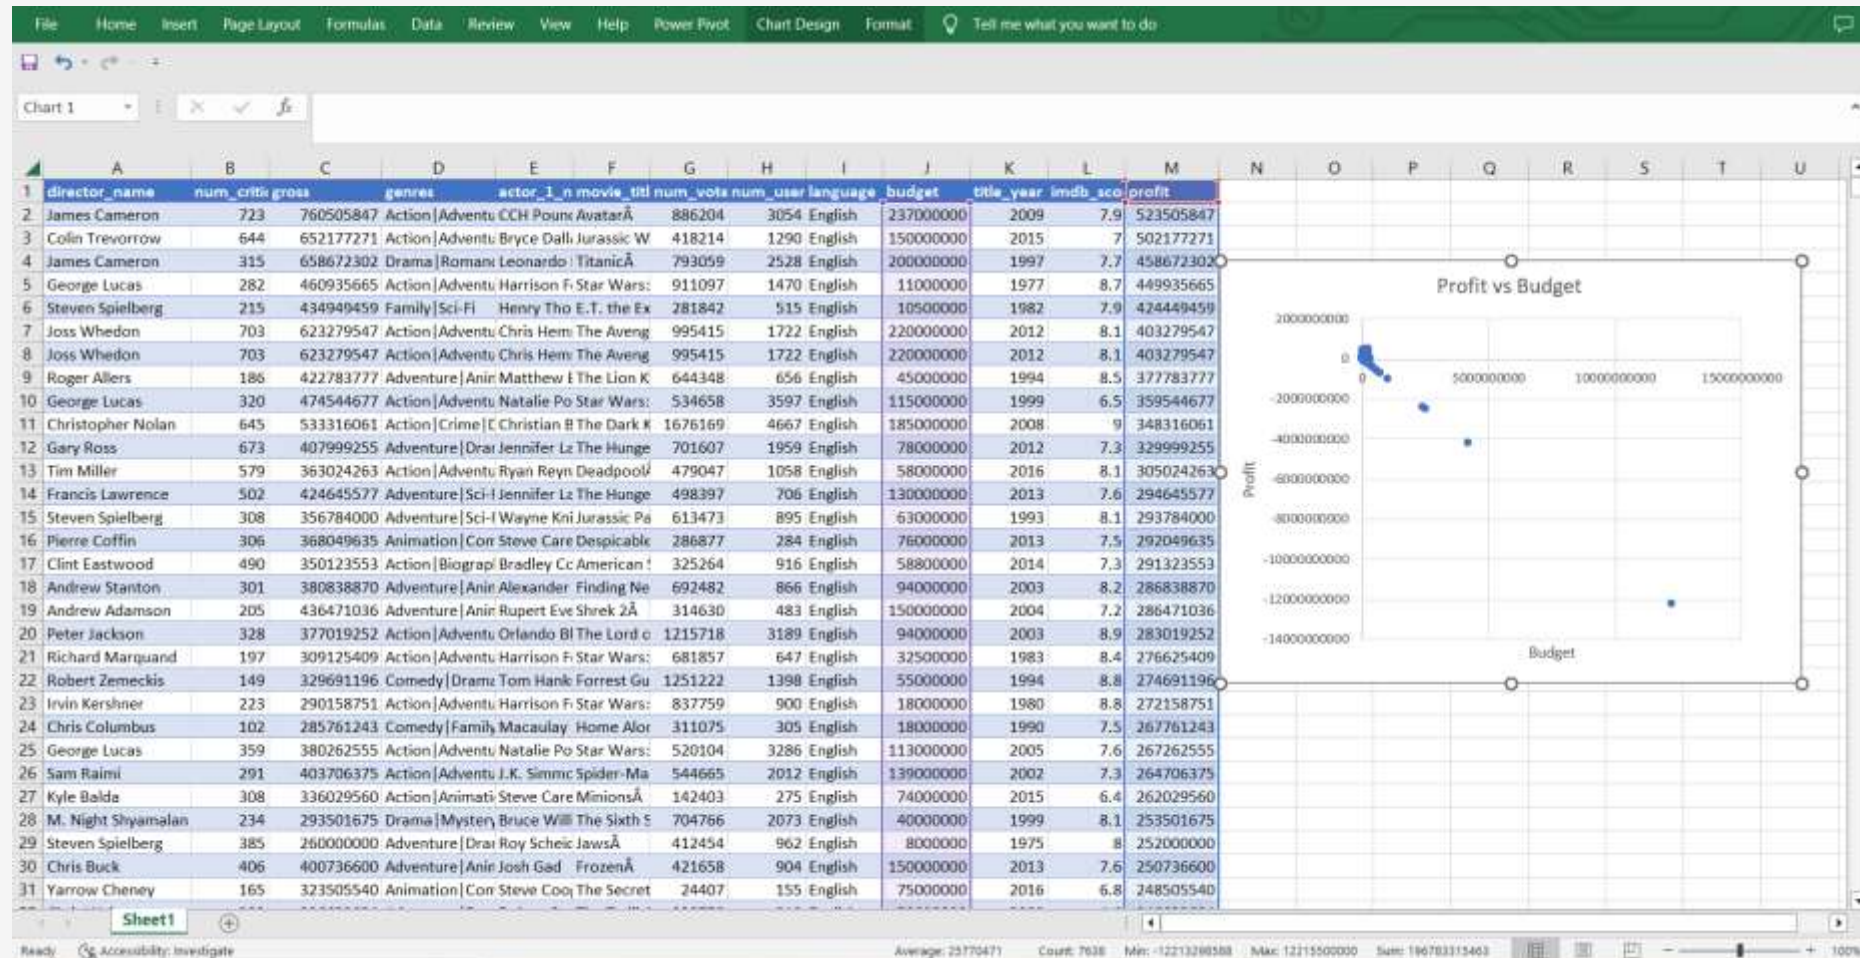 File Home Insert Page Layout Formulas Data Review View Help Power Pivot Chart Design Format Tell me what you want to do
Chart 1 fx
A B C D E F G H I J K L M N O P Q R S T U
1 director_name num_critic gross genres actor_1_n movie_titl num_vote num_user language budget title_year imdb_sco profit
2 James Cameron 723 760505847 Action|Adventu CCH Poun AvatarÂ 886204 3054 English 237000000 2009 7.9 523505847
3 Colin Trevorrow 644 652177271 Action|Adventu Bryce Dall Jurassic W 418214 1290 English 150000000 2015 7 502177271
4 James Cameron 315 658672302 Drama|Roman Leonardo TitanicÂ 793059 2528 English 200000000 1997 7.7 458672302
5 George Lucas 282 460935665 Action|Adventu Harrison F Star Wars: 911097 1470 English 11000000 1977 8.7 449935665
6 Steven Spielberg 215 434949459 Family|Sci-Fi Henry Tho E.T. the Ex 281842 515 English 10500000 1982 7.9 424449459
7 Joss Whedon 703 623279547 Action|Adventu Chris Hem The Aveng 995415 1722 English 220000000 2012 8.1 403279547
8 Joss Whedon 703 623279547 Action|Adventu Chris Hem The Aveng 995415 1722 English 220000000 2012 8.1 403279547
9 Roger Allers 186 422783777 Adventure|Anim Matthew The Lion K 644348 656 English 45000000 1994 8.5 377783777
10 George Lucas 320 474544677 Action|Adventu Natalie Po Star Wars: 534658 3597 English 115000000 1999 6.5 359544677
11 Christopher Nolan 645 533316061 Action|Crime|D Christian B The Dark K 1676169 4667 English 185000000 2008 9 348316061
12 Gary Ross 673 407999255 Adventure|Dra Jennifer La The Hunge 701607 1959 English 78000000 2012 7.3 329999255
13 Tim Miller 579 363024263 Action|Adventu Ryan Reyn DeadpoolÂ 479047 1058 English 58000000 2016 8.1 305024263
14 Francis Lawrence 502 424645577 Adventure|Sci-F Jennifer La The Hunge 498397 706 English 130000000 2013 7.6 294645577
15 Steven Spielberg 308 356784000 Adventure|Sci-F Wayne Kni Jurassic Pa 613473 895 English 63000000 1993 8.1 293784000
16 Pierre Coffin 306 368049635 Animation|Com Steve Care Despicable 286877 284 English 76000000 2013 7.5 292049635
17 Clint Eastwood 490 350123553 Action|Biograp Bradley Cc American 325264 916 English 58800000 2014 7.3 291323553
18 Andrew Stanton 301 380838870 Adventure|Anim Alexander Finding Ne 692482 866 English 94000000 2003 8.2 286838870
19 Andrew Adamson 205 436471036 Adventure|Anim Rupert Eve Shrek 2Â 314630 483 English 150000000 2004 7.2 286471036
20 Peter Jackson 328 377019252 Action|Adventu Orlando Bl The Lord o 1215718 3189 English 94000000 2003 8.9 283019252
21 Richard Marquand 197 309125409 Action|Adventu Harrison F Star Wars: 681857 647 English 32500000 1983 8.4 276625409
22 Robert Zemeckis 149 329691196 Comedy|Drama Tom Hank Forrest Gu 1251222 1398 English 55000000 1994 8.8 274691196
23 Irvin Kershner 223 290158751 Action|Adventu Harrison F Star Wars: 837759 900 English 18000000 1980 8.8 272158751
24 Chris Columbus 102 285761243 Comedy|Family Macaulay Home Alor 311075 305 English 18000000 1990 7.5 267761243
25 George Lucas 359 380262555 Action|Adventu Natalie Po Star Wars: 520104 3286 English 113000000 2005 7.6 267262555
26 Sam Raimi 291 403706375 Action|Adventu J.K. Simmo Spider-Ma 544665 2012 English 139000000 2002 7.3 264706375
27 Kyle Balda 308 336029560 Action|Animati Steve Care MinionsÂ 142403 275 English 74000000 2015 6.4 262029560
28 M. Night Shyamalan 234 293501675 Drama|Mystery Bruce Will The Sixth S 704766 2073 English 40000000 1999 8.1 253501675
29 Steven Spielberg 385 260000000 Adventure|Dra Roy Scheid JawsÂ 412454 962 English 8000000 1975 8 252000000
30 Chris Buck 406 400736600 Adventure|Anim Josh Gad FrozenÂ 421658 904 English 150000000 2013 7.6 250736600
31 Yarrow Cheney 165 323505540 Animation|Com Steve Coo The Secret 24407 155 English 75000000 2016 6.8 248505540
Profit vs Budget
2000000000
0
0 5000000000 10000000000 15000000000
-2000000000
-4000000000
-6000000000
-8000000000
-10000000000
-12000000000
-14000000000
Profit
Budget
Sheet1
Ready Accessibility: Investigate Average: 25770471 Count: 7638 Min: -12213298588 Max: 12215500000 Sum: 196783315463 100%